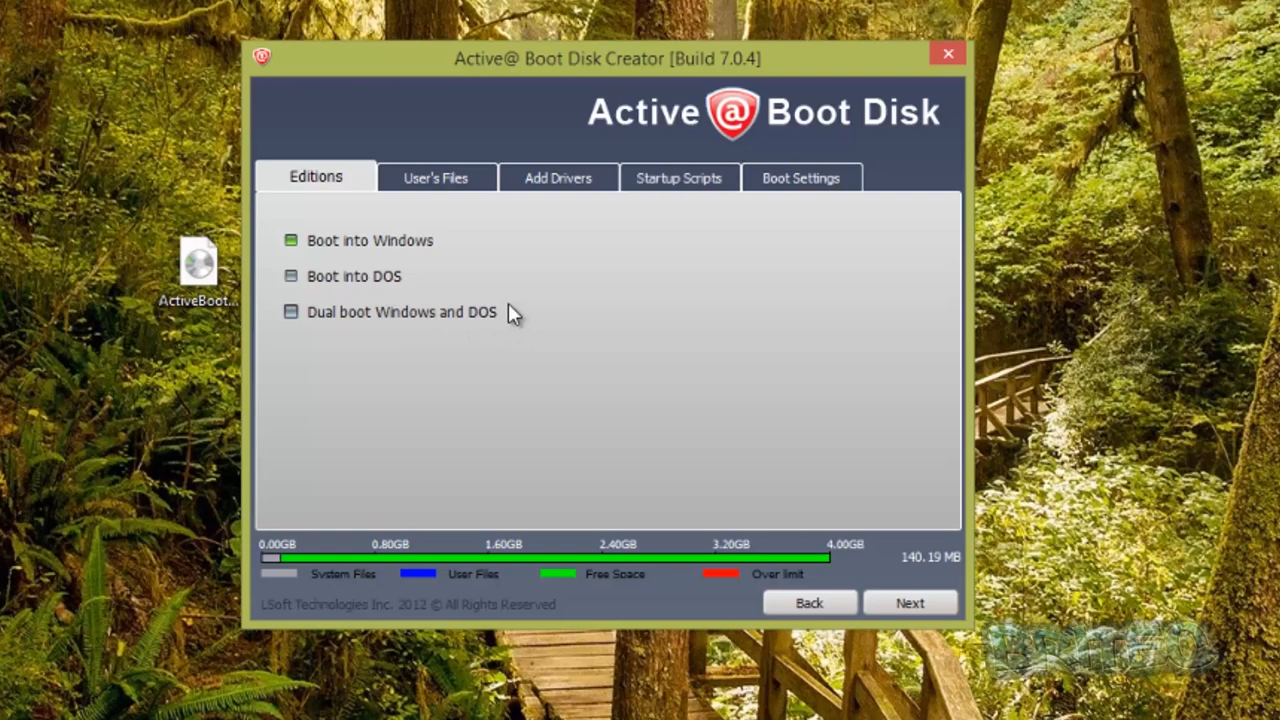 Active@ Boot Disk Creator [Build 7.0.4]
Active @ Boot Disk
Editions User's Files Add Drivers Startup Scripts Boot Settings
Boot into Windows
Boot into DOS
ActiveBoot...
Dual boot Windows and DOS
0.00GB 0.80GB 1.60GB 2.40GB 3.20GB 4.00GB
140.19 MB
System Files User Files Free Space Over limit
LSoft Technologies Inc. 2012 © All Rights Reserved
Back Next